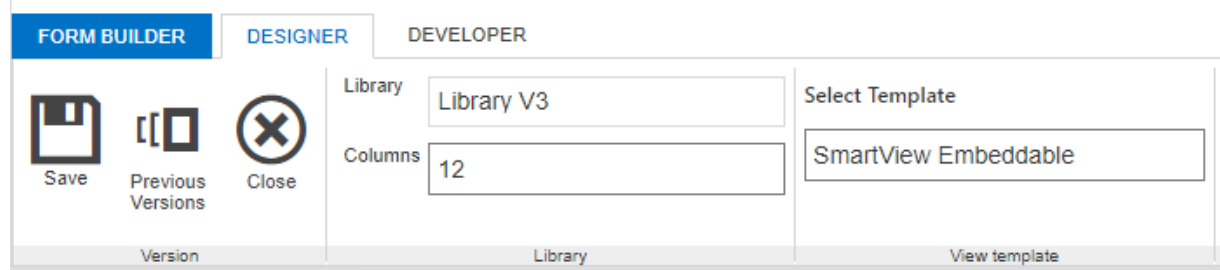 FORM BUILDER
DESIGNER
DEVELOPER
Save
Previous
Versions
Close
Version
Library
Library V3
Columns
12
Library
Select Template
SmartView Embeddable
View template